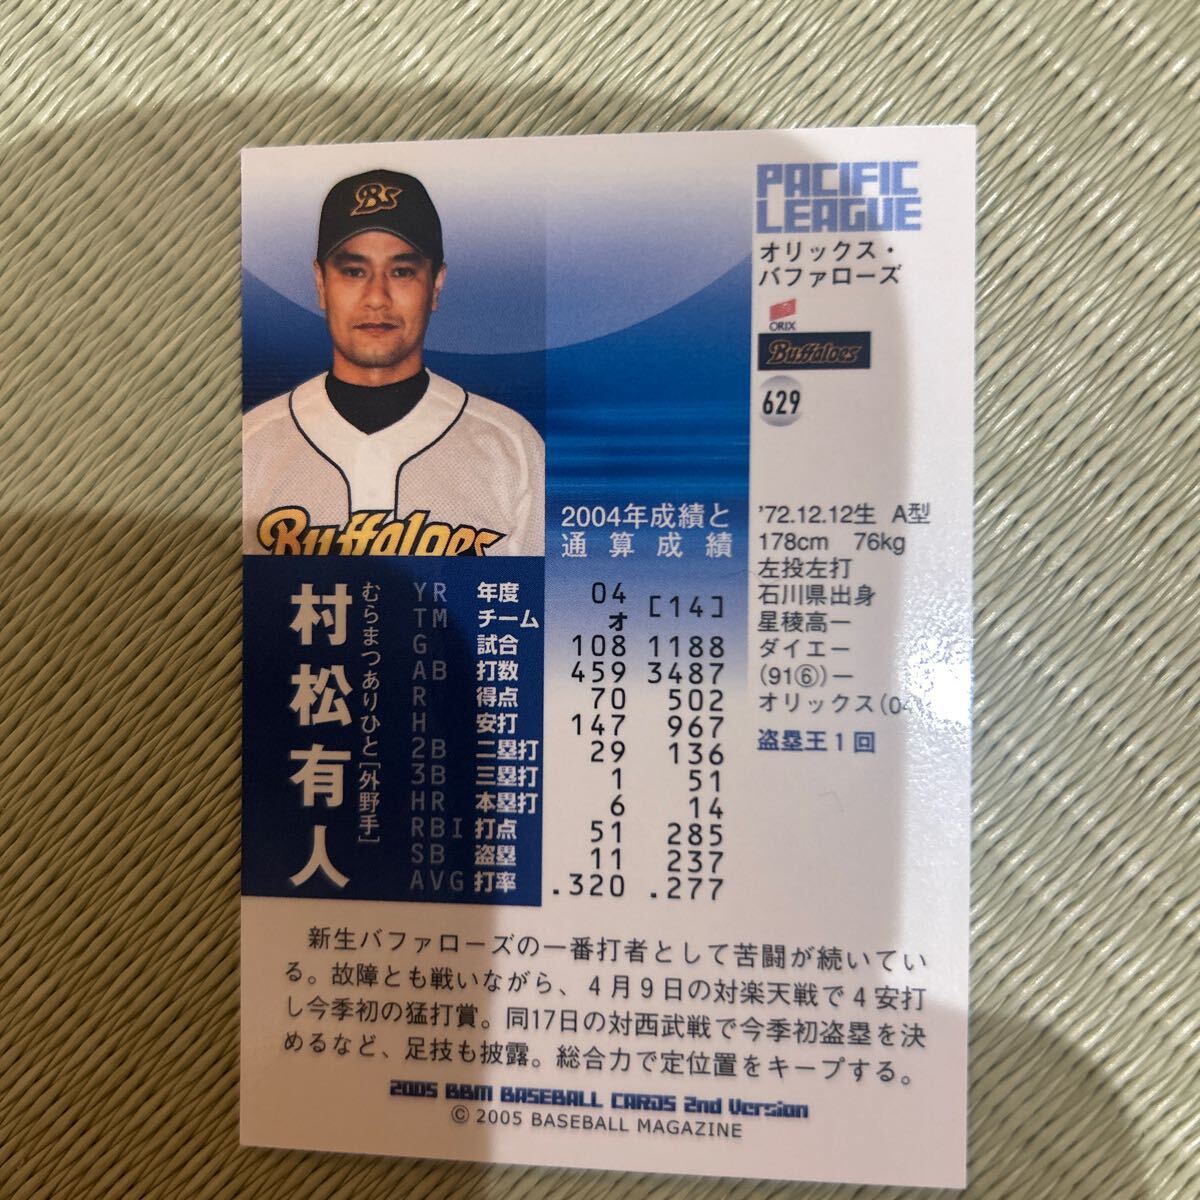 Bs
Buffaloes
PACIFIC
LEAGUE
オリックス・
バファローズ
ORIX
Buffaloes
629
'72.12.12生 A型
178cm 76kg
左投左打
石川県出身
星稜高―
ダイエー
(91⑥)―
オリックス(04
盗塁王1回
村松有人
むらまつありひと[外野手]
2004年成績と
通算成績
YR 年度 04 [14]
TM チーム オ
G 試合 108 1188
AB 打数 459 3487
R 得点 70 502
H 安打 147 967
2B 二塁打 29 136
3B 三塁打 1 51
HR 本塁打 6 14
RBI 打点 51 285
SB 盗塁 11 237
AVG 打率 .320 .277
新生バファローズの一番打者として苦闘が続いてい
る。故障とも戦いながら、4月9日の対楽天戦で4安打
し今季初の猛打賞。同17日の対西武戦で今季初盗塁を決
めるなど、足技も披露。総合力で定位置をキープする。
2005 BBM BASEBALL CARDS 2nd Version
© 2005 BASEBALL MAGAZINE